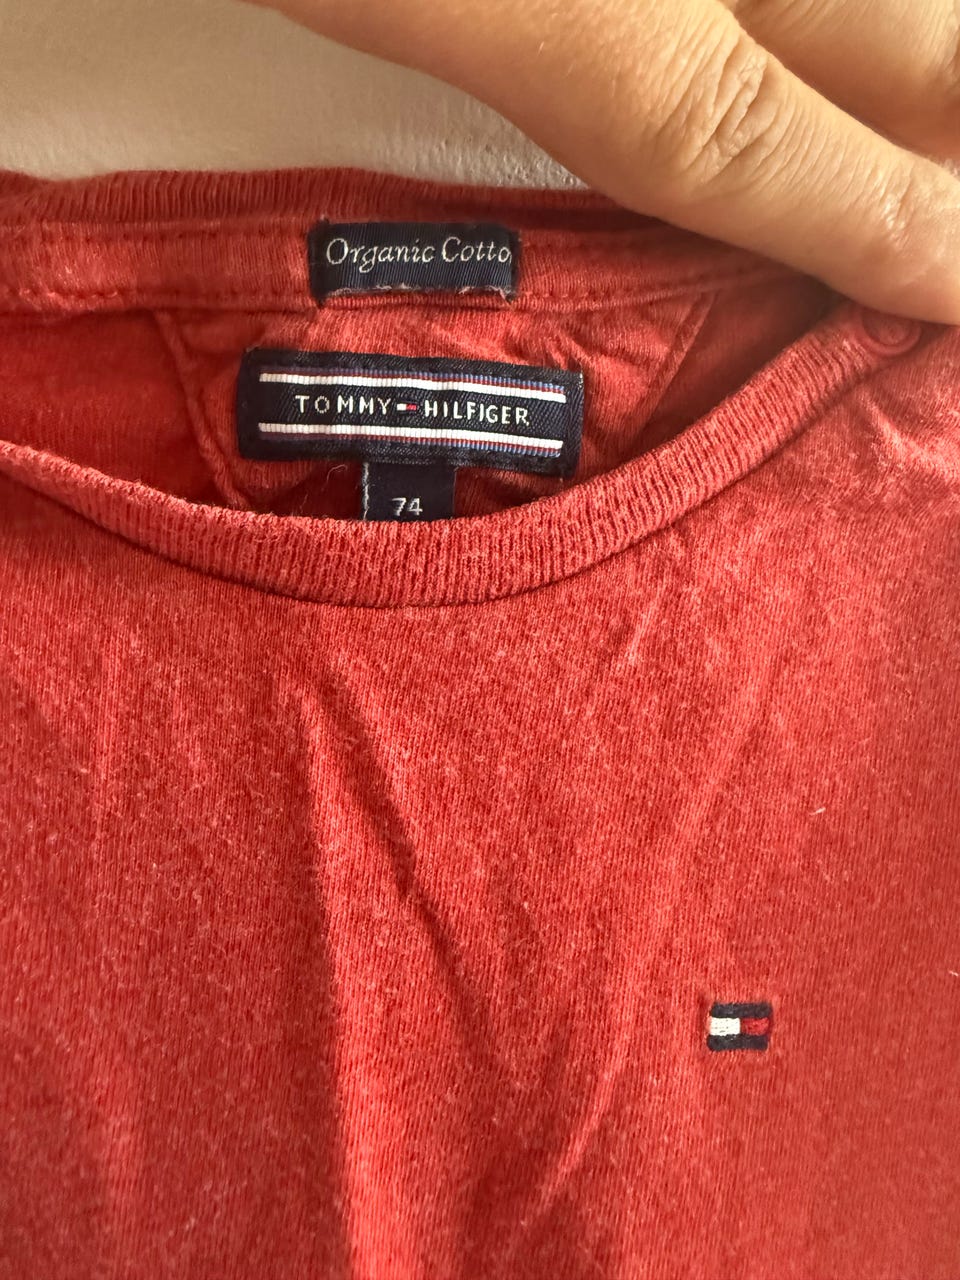 Organic Cotto
TOMMY HILFIGER
74